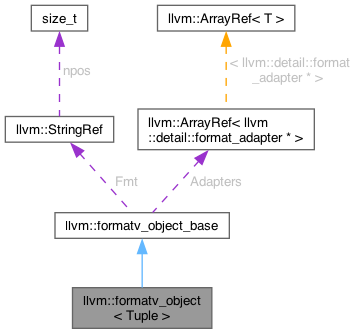 size_t
llvm::ArrayRef< T >
npos
< llvm::detail::format
_adapter * >
llvm::StringRef
llvm::ArrayRef< llvm
::detail::format_adapter * >
Fmt
Adapters
llvm::formatv_object_base
llvm::formatv_object
< Tuple >